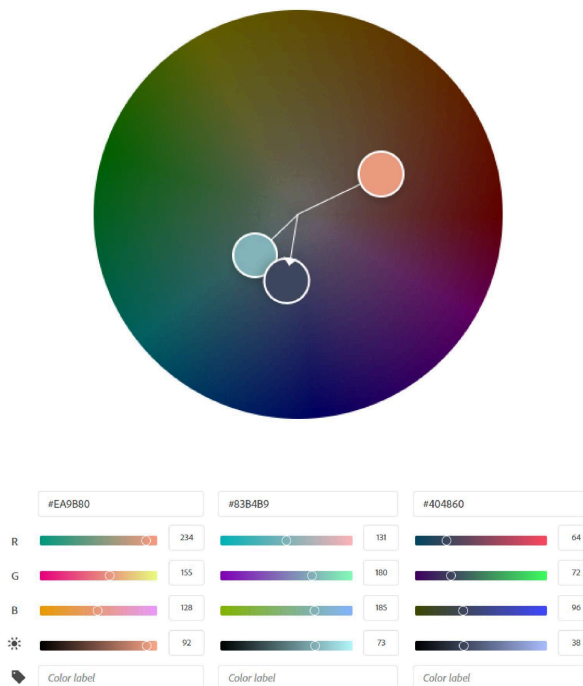 #EA9B80 #83B4B9 #404860
R 234 131 64
G 155 180 72
B 128 185 96
92 73 38
Color label Color label Color label